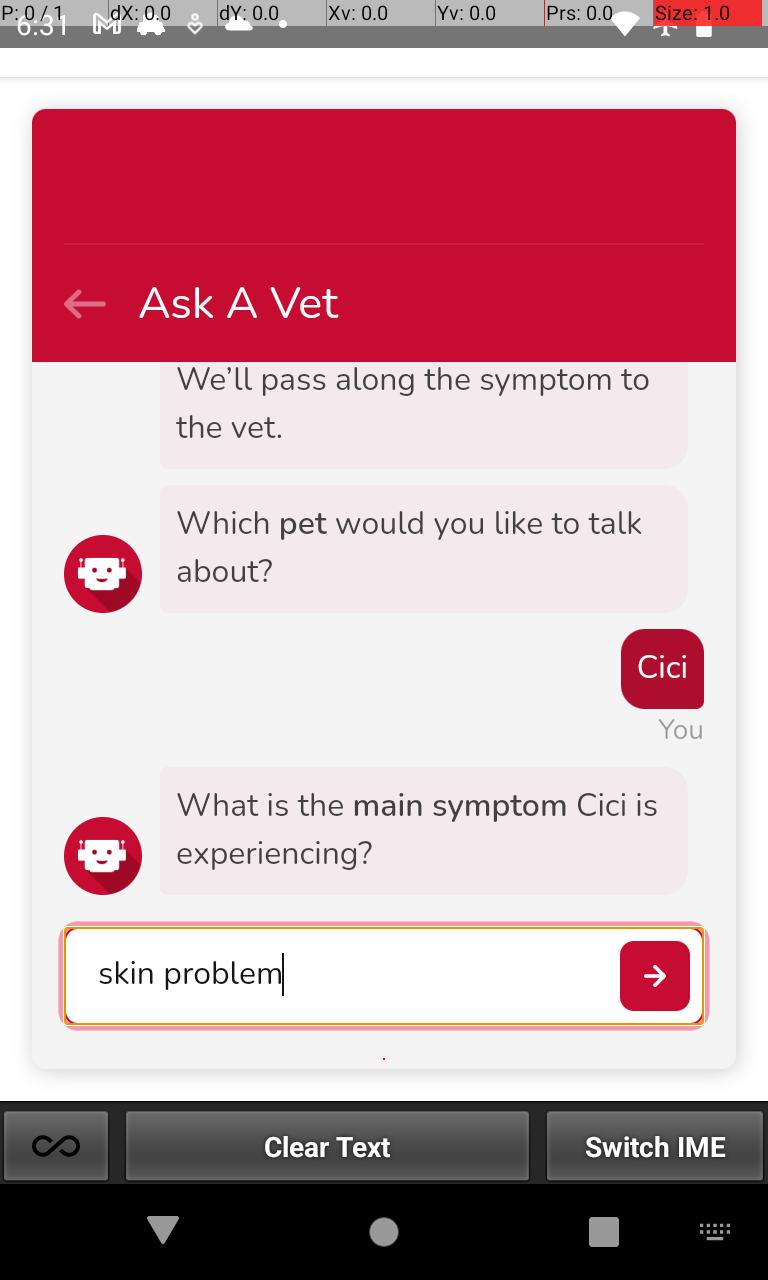 P: 0 / 1 dX: 0.0 dY: 0.0 Xv: 0.0 Yv: 0.0 Prs: 0.0 Size: 1.0
6:31
Ask A Vet
We’ll pass along the symptom to
the vet.
Which pet would you like to talk
about?
Cici
You
What is the main symptom Cici is
experiencing?
skin problem
Clear Text Switch IME